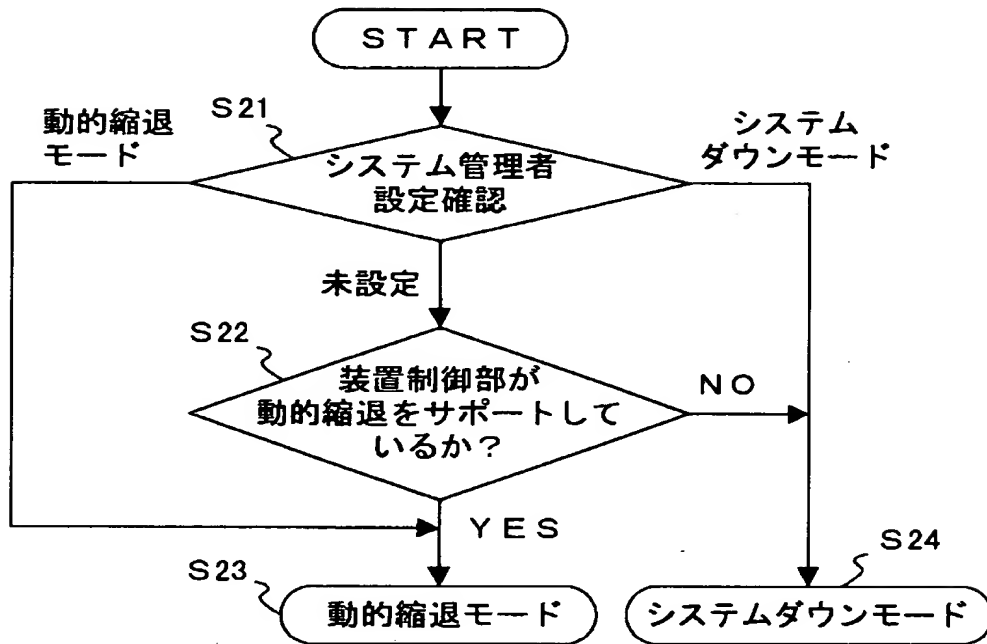 START
S21
動的縮退
モード
システム
ダウンモード
システム管理者
設定確認
未設定
S22
装置制御部が
動的縮退をサポートして
いるか？
NO
YES
S23
動的縮退モード
S24
システムダウンモード